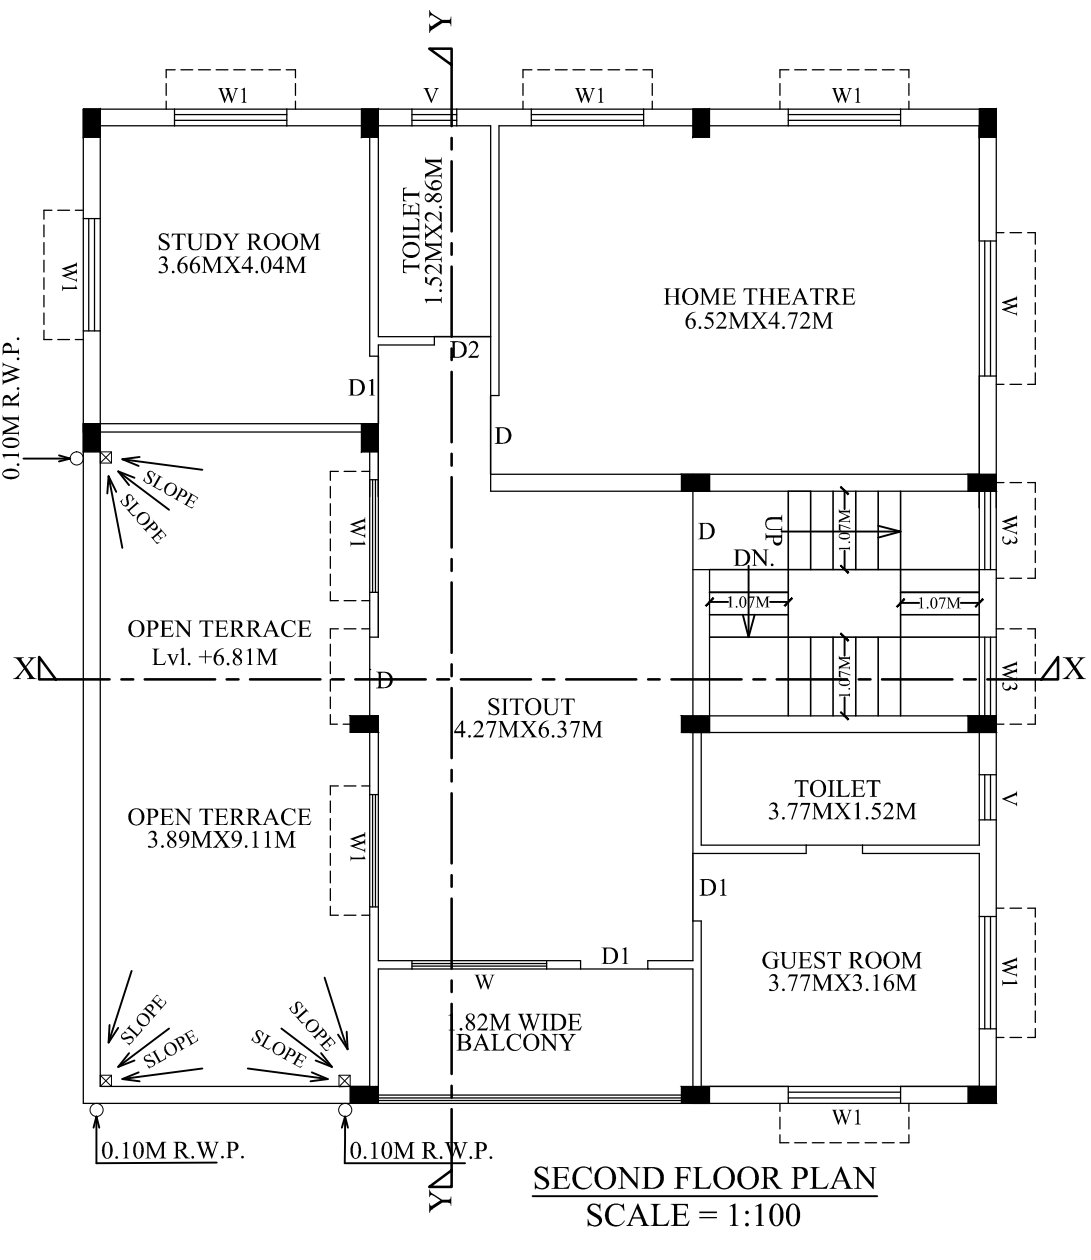 Y
W1
V
W1
W1
STUDY ROOM
3.66MX4.04M
TOILET
1.52MX2.86M
HOME THEATRE
6.52MX4.72M
W1
W
D2
D1
0.10M R.W.P.
D
SLOPE
SLOPE
W1
D
UP
1.07M
W3
DN.
1.07M
1.07M
OPEN TERRACE
Lvl. +6.81M
X
D
1.07M
W3
X
SITOUT
4.27MX6.37M
TOILET
3.77MX1.52M
V
OPEN TERRACE
3.89MX9.11M
W1
D1
D1
GUEST ROOM
3.77MX3.16M
W1
W
SLOPE
SLOPE
SLOPE
SLOPE
1.82M WIDE
BALCONY
W1
0.10M R.W.P.
0.10M R.W.P.
Y
SECOND FLOOR PLAN
SCALE = 1:100